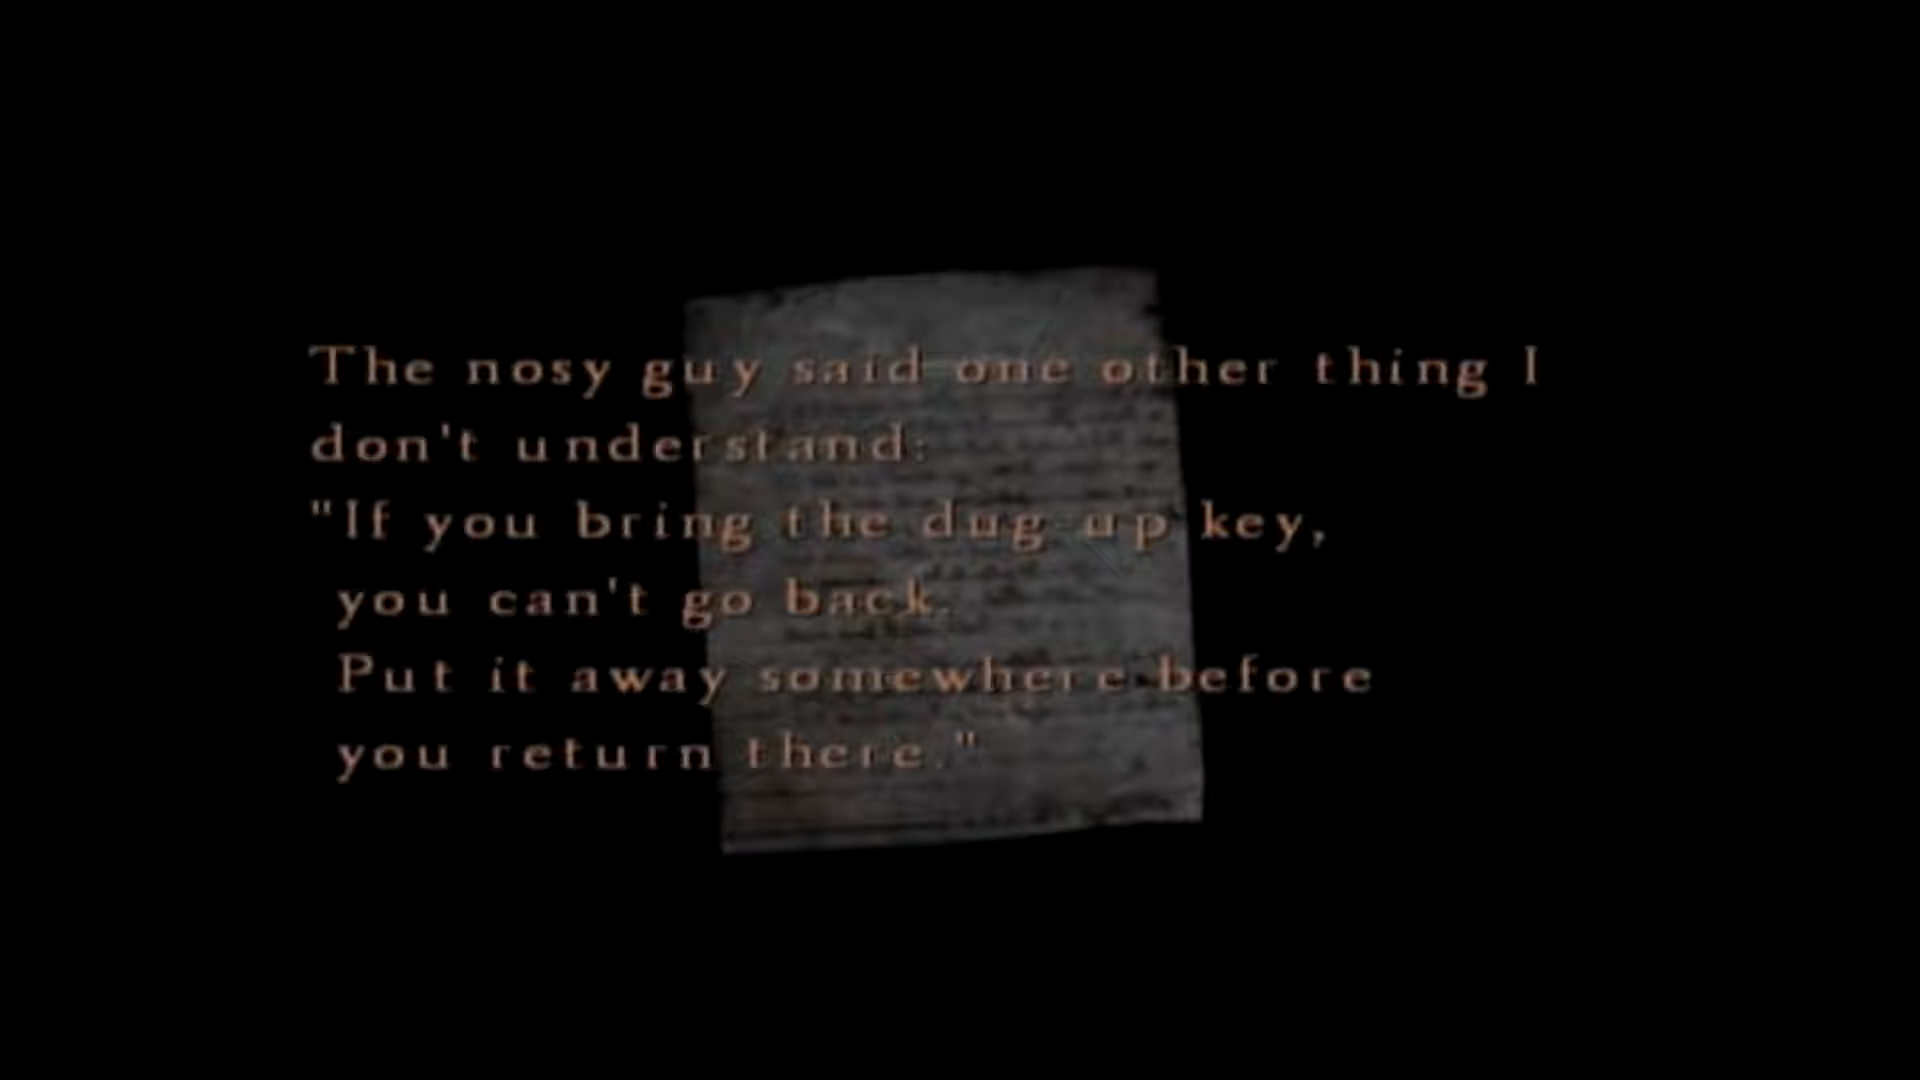 The nosy guy said one other thing I
don't understand:
"If you bring the dug up key,
you can't go back.
Put it away somewhere before
you return there."